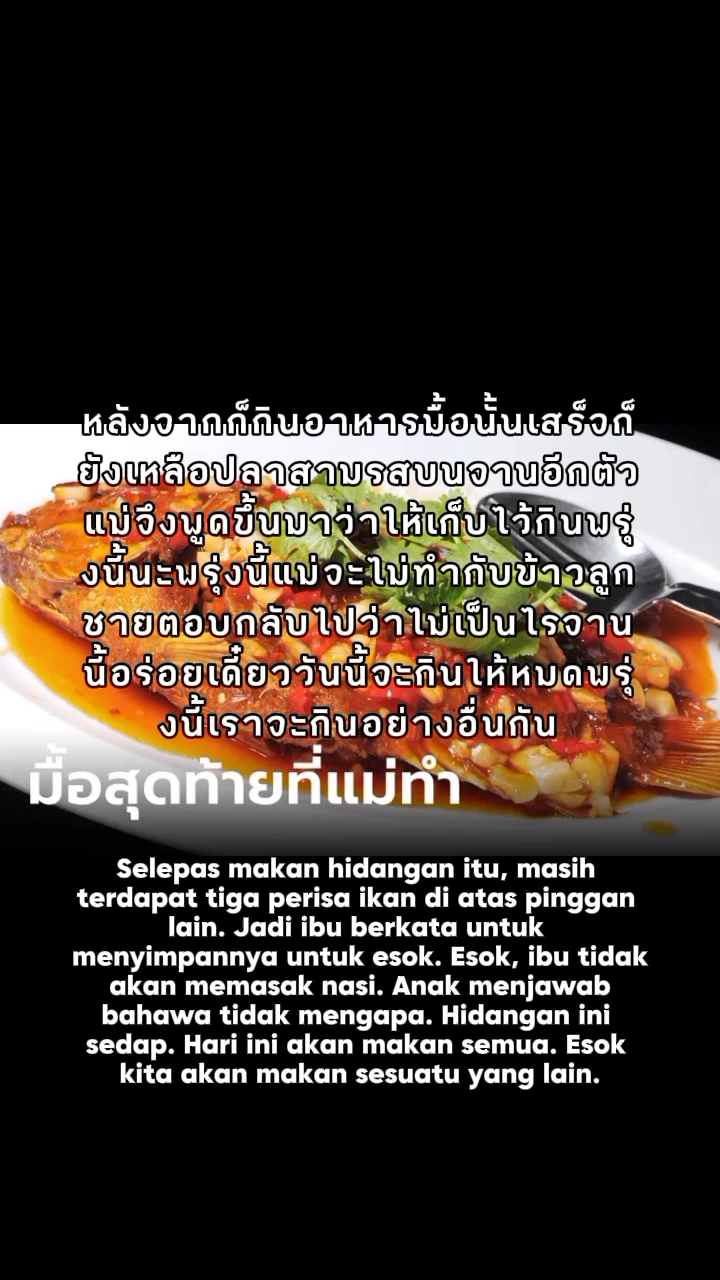 หลังจากก็กินอาหารมื้อนั้นเสร็จก็
ยังเหลือปลาสามรสบนจานอีกตัว
แม่จึงพูดขึ้นมาว่าให้เก็บไว้กินพรุ่
งนี้นะพรุ่งนี้แม่จะไม่ทำกับข้าวลูก
ชายตอบกลับไปว่าไม่เป็นไรจาน
นี้อร่อยเดี๋ยววันนี้จะกินให้หมดพรุ่
งนี้เราจะกินอย่างอื่นกัน
มื้อสุดท้ายที่แม่ทำ
Selepas makan hidangan itu, masih
terdapat tiga perisa ikan di atas pinggan
lain. Jadi ibu berkata untuk
menyimpannya untuk esok. Esok, ibu tidak
akan memasak nasi. Anak menjawab
bahawa tidak mengapa. Hidangan ini
sedap. Hari ini akan makan semua. Esok
kita akan makan sesuatu yang lain.